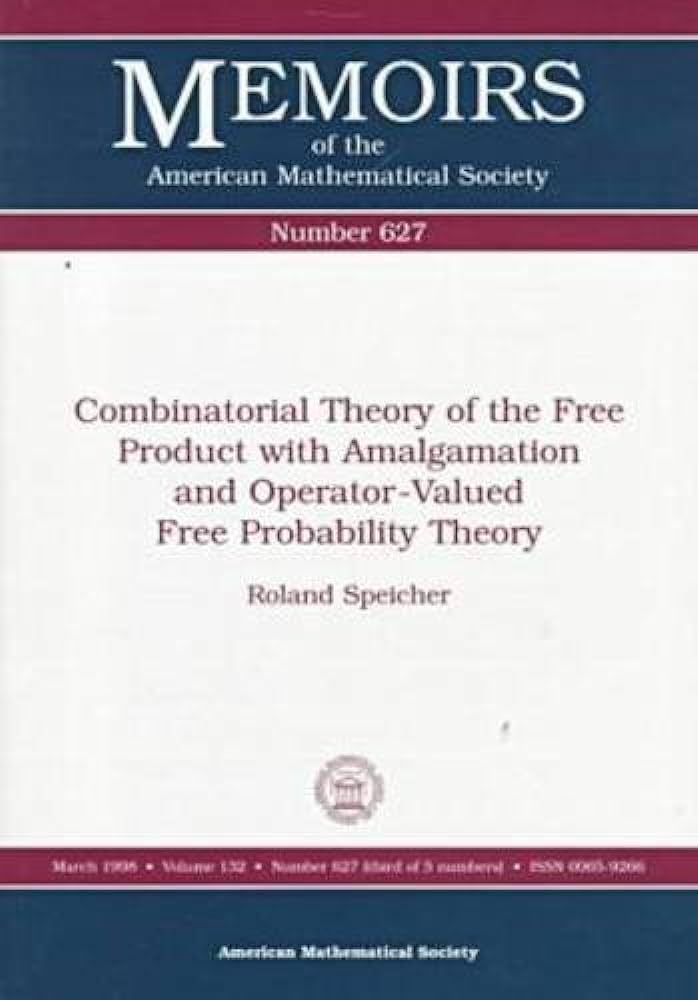 MEMOIRS
of the
American Mathematical Society
Number 627
Combinatorial Theory of the Free
Product with Amalgamation
and Operator-Valued
Free Probability Theory
Roland Speicher
March 1998 • Volume 132 • Number 627 (third of 5 numbers) • ISSN 0065-9266
American Mathematical Society